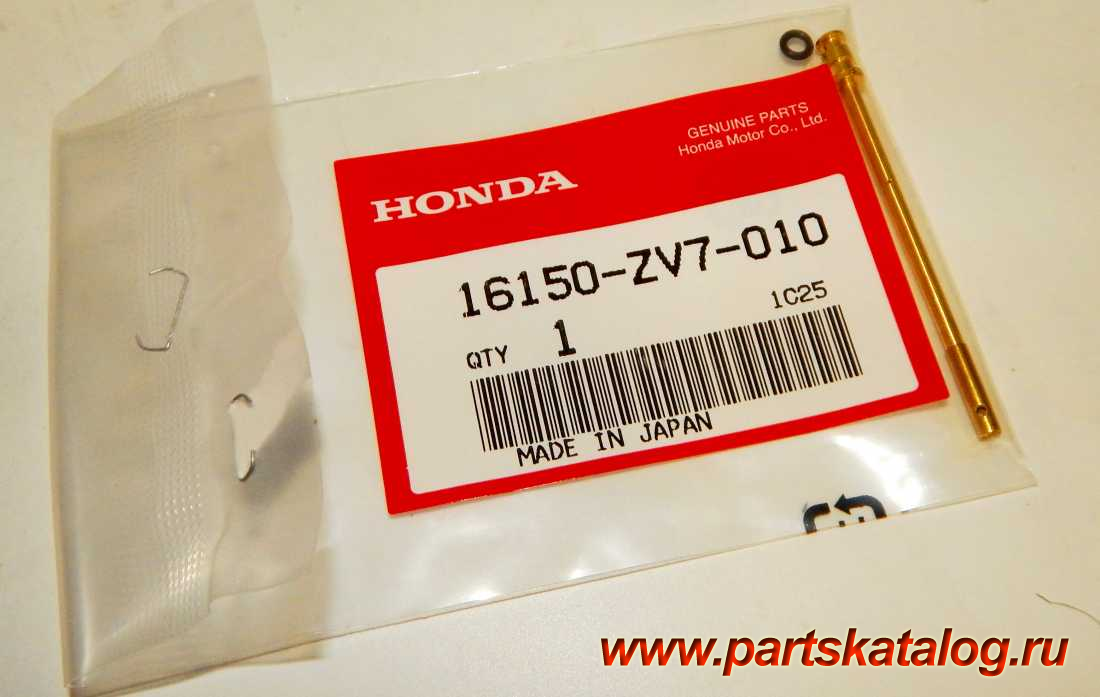 GENUINE PARTS
Honda Motor Co., Ltd.
HONDA
16150-ZV7-010
1C25
QTY 1
MADE IN JAPAN
www.partskatalog.ru